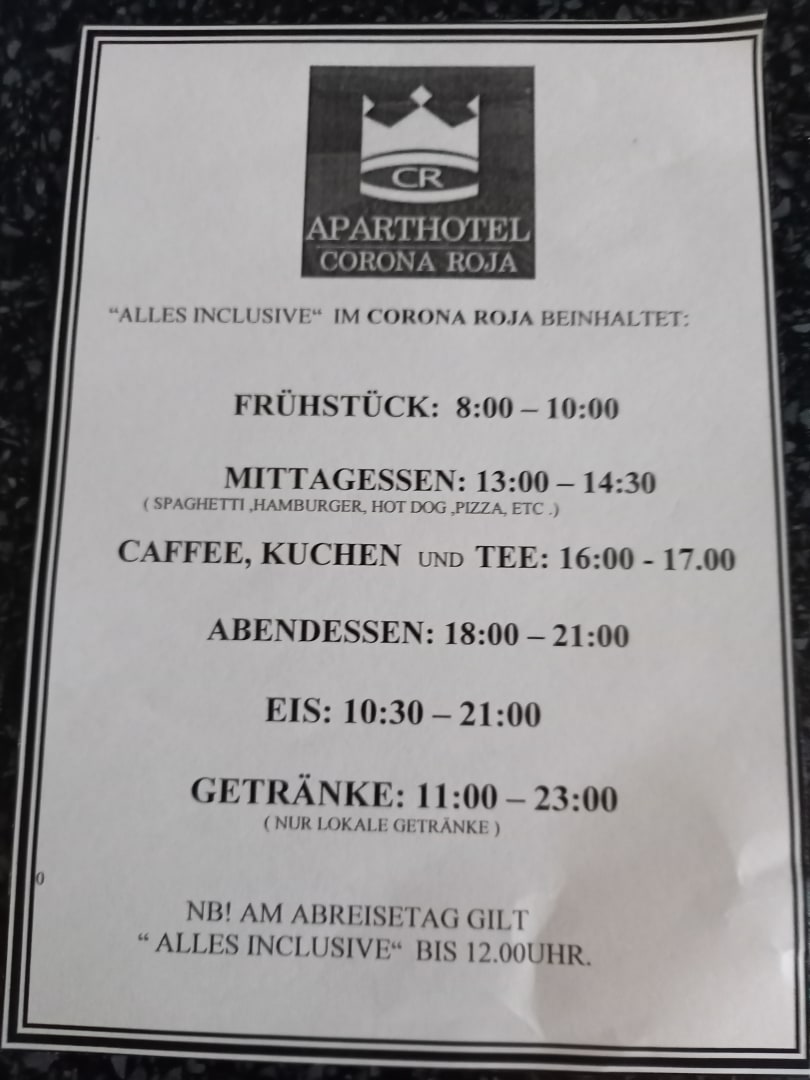 CR
APARTHOTEL
CORONA ROJA
“ALLES INCLUSIVE“ IM CORONA ROJA BEINHALTET:
FRÜHSTÜCK: 8:00 – 10:00
MITTAGESSEN: 13:00 – 14:30
( SPAGHETTI ,HAMBURGER, HOT DOG ,PIZZA, ETC .)
CAFFEE, KUCHEN UND TEE: 16:00 - 17.00
ABENDESSEN: 18:00 – 21:00
EIS: 10:30 – 21:00
GETRÄNKE: 11:00 – 23:00
( NUR LOKALE GETRÄNKE )
0
NB! AM ABREISETAG GILT
“ ALLES INCLUSIVE“ BIS 12.00UHR.